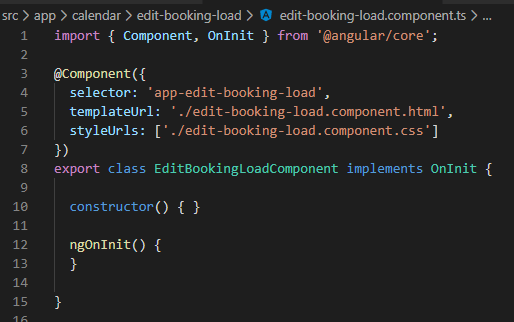 src > app > calendar > edit-booking-load > edit-booking-load.component.ts > ...
1 import { Component, OnInit } from '@angular/core';
2
3 @Component({
4   selector: 'app-edit-booking-load',
5   templateUrl: './edit-booking-load.component.html',
6   styleUrls: ['./edit-booking-load.component.css']
7 })
8 export class EditBookingLoadComponent implements OnInit {
9
10   constructor() { }
11
12   ngOnInit() {
13   }
14
15 }
16